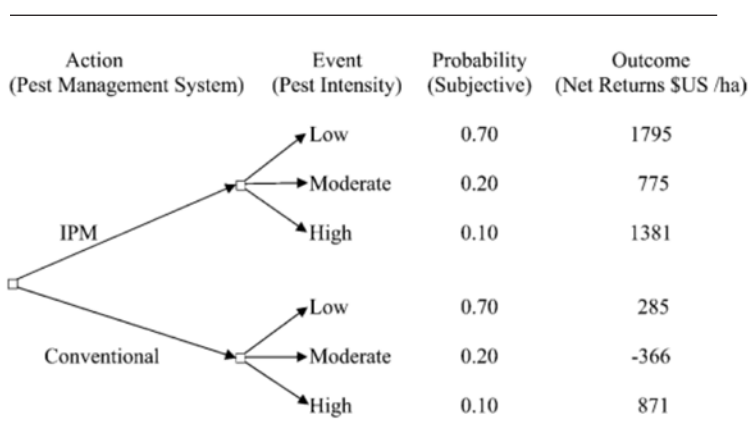 Action Event Probability Outcome
(Pest Management System) (Pest Intensity) (Subjective) (Net Returns $US /ha)
Low 0.70 1795
Moderate 0.20 775
IPM High 0.10 1381
Low 0.70 285
Conventional Moderate 0.20 -366
High 0.10 871